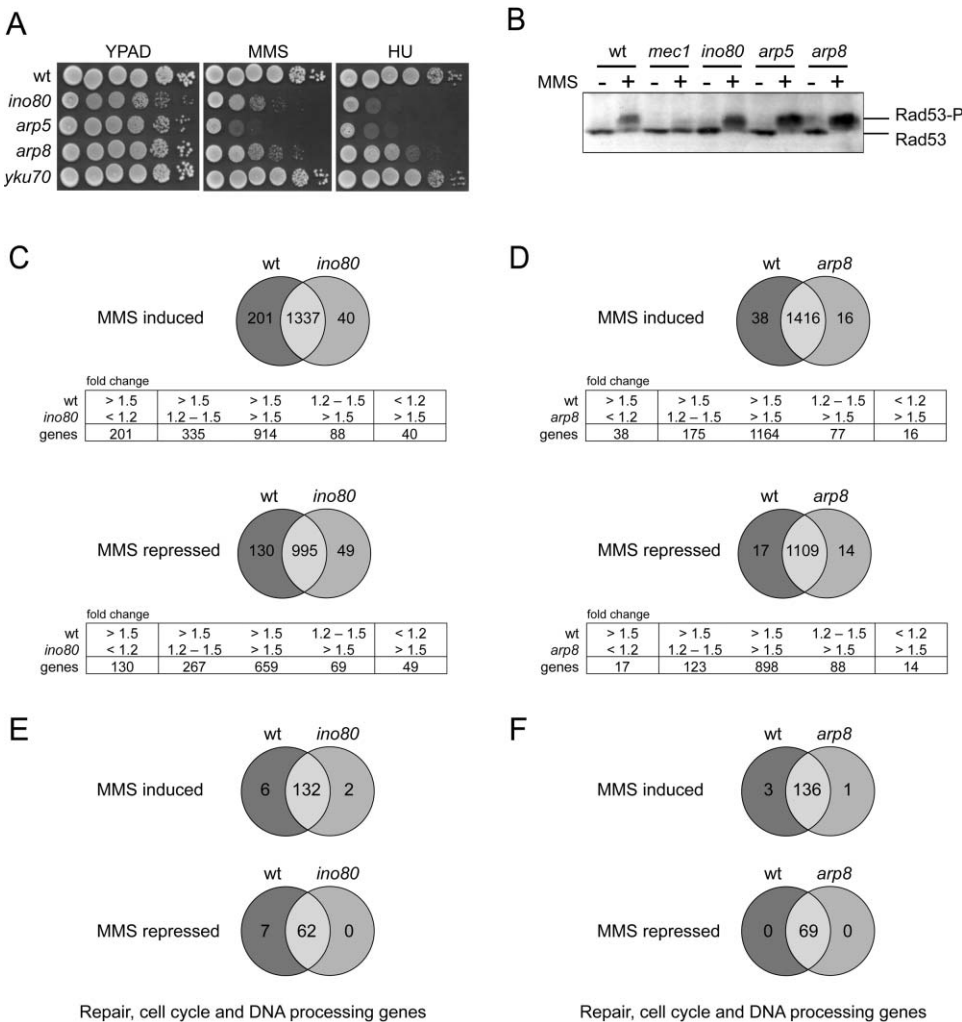 A
YPAD MMS HU
wt
ino80
arp5
arp8
yku70
B
wt mec1 ino80 arp5 arp8
MMS - + - + - + - + - +
Rad53-P
Rad53
C
wt ino80
MMS induced 201 1337 40
fold change
wt > 1.5 > 1.5 > 1.5 1.2 – 1.5 < 1.2
ino80 < 1.2 1.2 – 1.5 > 1.5 > 1.5 > 1.5
genes 201 335 914 88 40
wt ino80
MMS repressed 130 995 49
fold change
wt > 1.5 > 1.5 > 1.5 1.2 – 1.5 < 1.2
ino80 < 1.2 1.2 – 1.5 > 1.5 > 1.5 > 1.5
genes 130 267 659 69 49
D
wt arp8
MMS induced 38 1416 16
fold change
wt > 1.5 > 1.5 > 1.5 1.2 – 1.5 < 1.2
arp8 < 1.2 1.2 – 1.5 > 1.5 > 1.5 > 1.5
genes 38 175 1164 77 16
wt arp8
MMS repressed 17 1109 14
fold change
wt > 1.5 > 1.5 > 1.5 1.2 – 1.5 < 1.2
arp8 < 1.2 1.2 – 1.5 > 1.5 > 1.5 > 1.5
genes 17 123 898 88 14
E
wt ino80
MMS induced 6 132 2
wt ino80
MMS repressed 7 62 0
Repair, cell cycle and DNA processing genes
F
wt arp8
MMS induced 3 136 1
wt arp8
MMS repressed 0 69 0
Repair, cell cycle and DNA processing genes